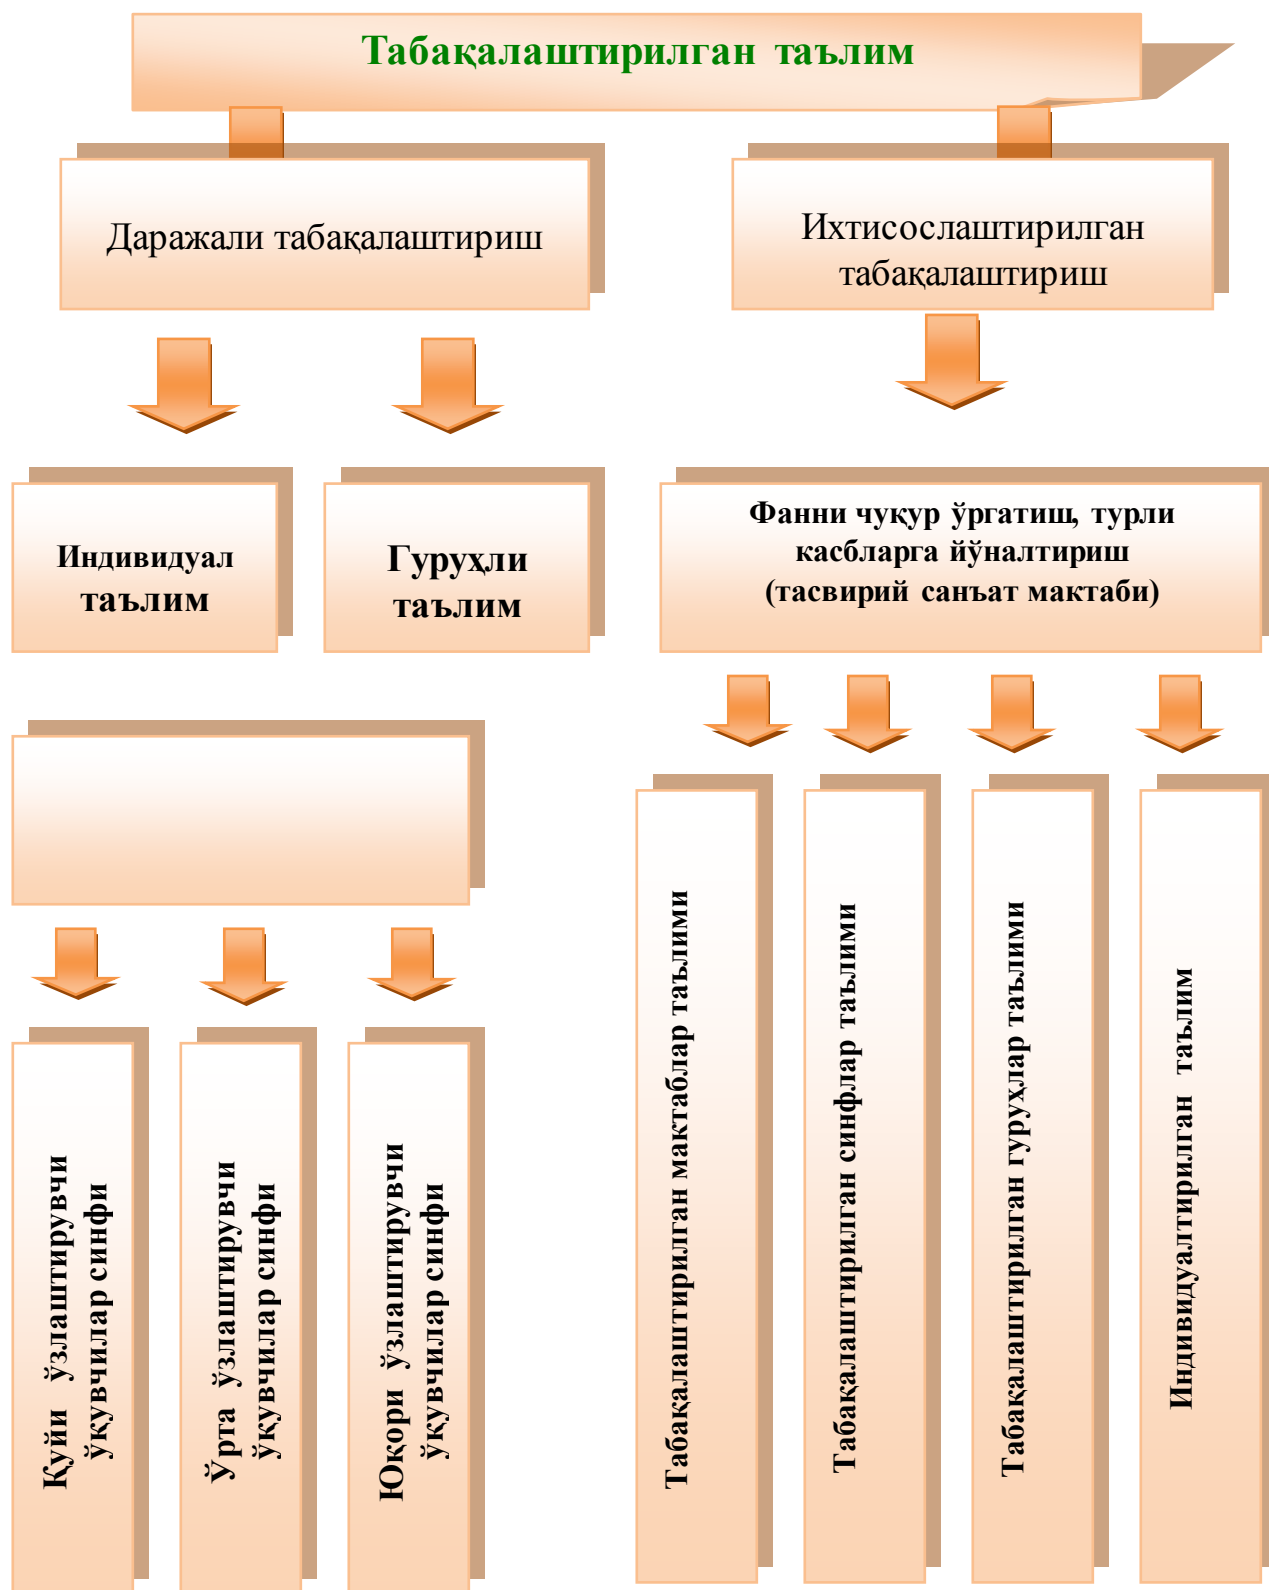 Табақалаштирилган таълим
Даражали табақалаштириш
Ихтисослаштирилган
табақалаштириш
Индивидуал
таълим
Гуруҳли
таълим
Фанни чуқур ўргатиш, турли
касбларга йўналтириш
(тасвирий санъат мактаби)
Қуйи ўзлаштирувчи
ўқувчилар синфи
Ўрта ўзлаштирувчи
ўқувчилар синфи
Юқори ўзлаштирувчи
ўқувчилар синфи
Табақалаштирилган мактаблар таълими
Табақалаштирилган синфлар таълими
Табақалаштирилган гуруҳлар таълими
Индивидуалтирилган таълим